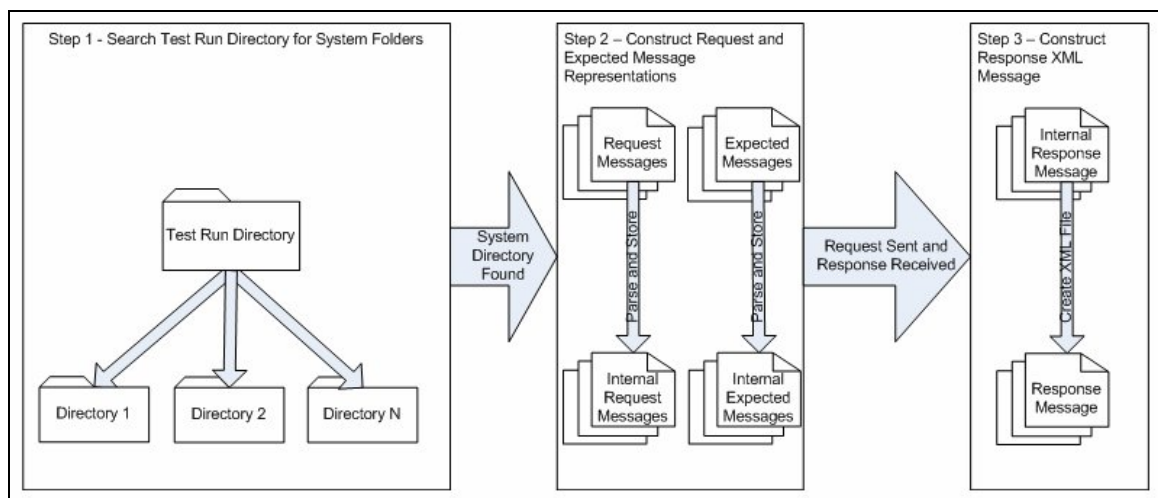 Step 1 - Search Test Run Directory for System Folders
Test Run Directory
Directory 1
Directory 2
Directory N
System
Directory
Found
Step 2 – Construct Request and
Expected Message
Representations
Request
Messages
Expected
Messages
Parse and Store
Parse and Store
Internal
Request
Messages
Internal
Expected
Messages
Request Sent and
Response Received
Step 3 – Construct
Response XML
Message
Internal
Response
Message
Create XML File
Response
Message